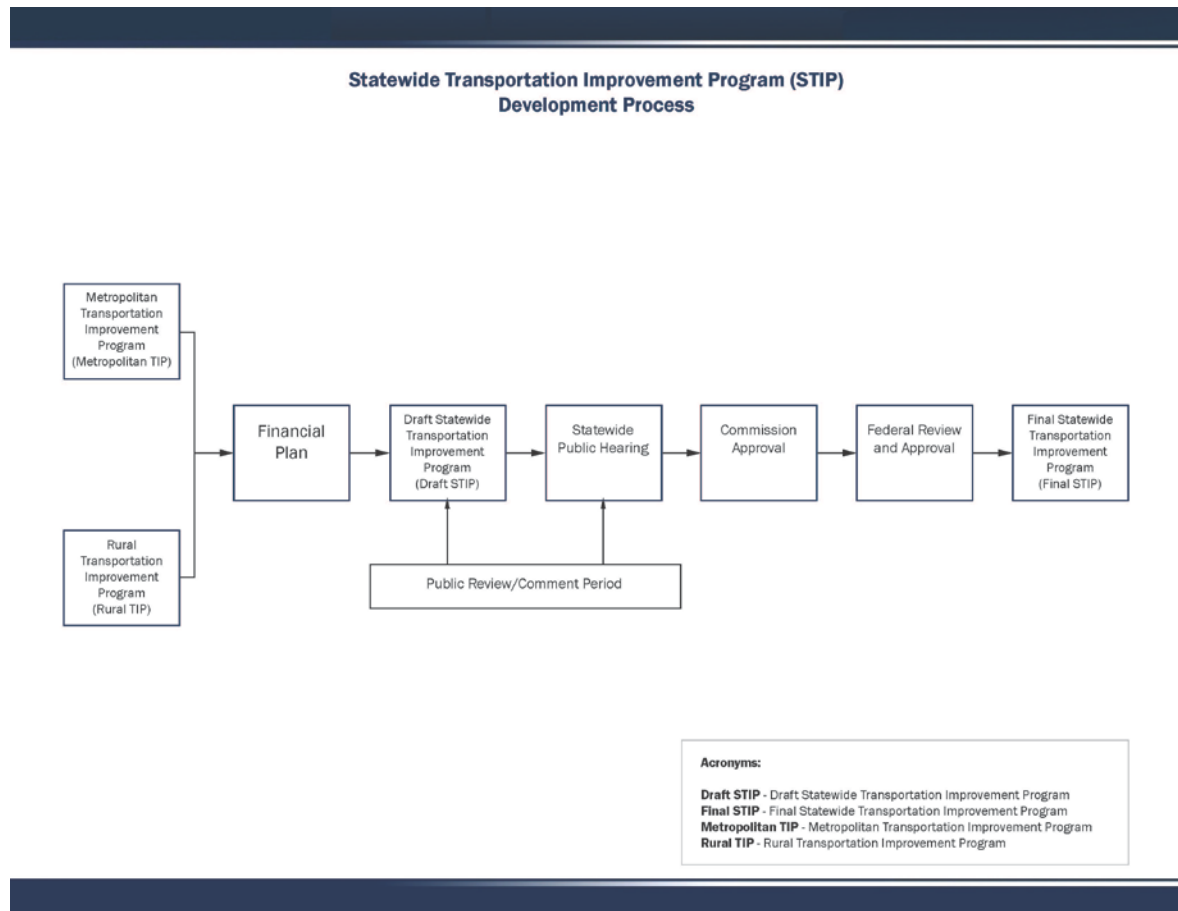 Statewide Transportation Improvement Program (STIP)
Development Process
Metropolitan
Transportation
Improvement
Program
(Metropolitan TIP)
Rural
Transportation
Improvement
Program
(Rural TIP)
Financial
Plan
Draft Statewide
Transportation
Improvement
Program
(Draft STIP)
Statewide
Public Hearing
Commission
Approval
Federal Review
and Approval
Final Statewide
Transportation
Improvement
Program
(Final STIP)
Public Review/Comment Period
Acronyms:
Draft STIP - Draft Statewide Transportation Improvement Program
Final STIP - Final Statewide Transportation Improvement Program
Metropolitan TIP - Metropolitan Transportation Improvement Program
Rural TIP - Rural Transportation Improvement Program